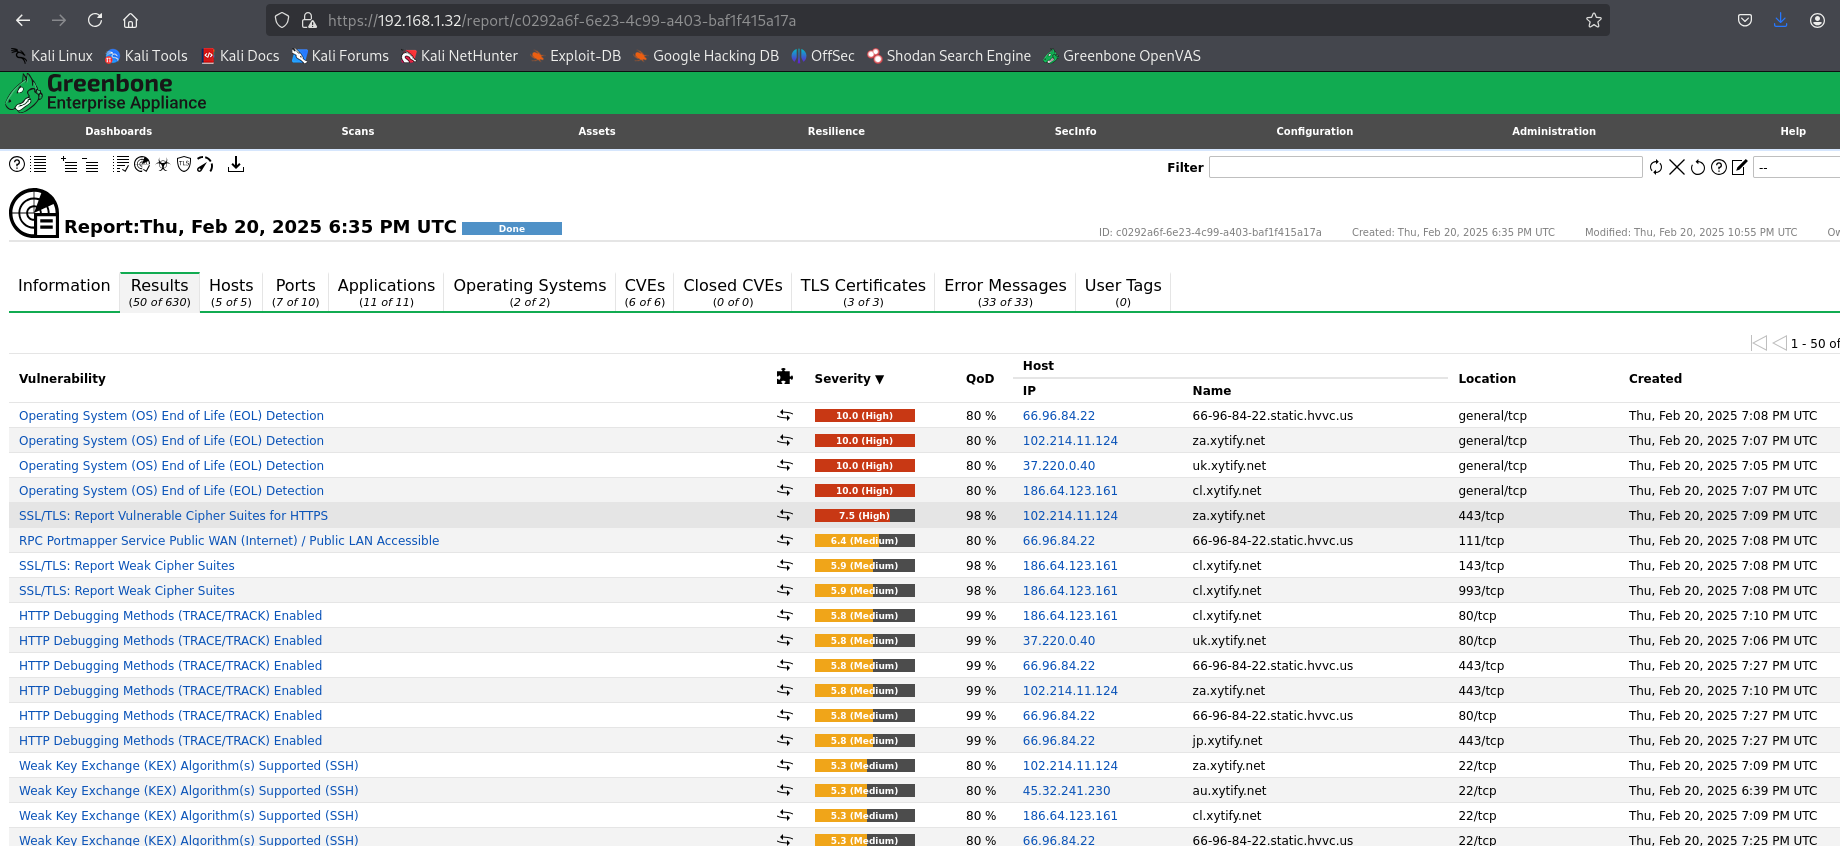 https://192.168.1.32/report/c0292a6f-6e23-4c99-a403-baf1f415a17a
Kali Linux Kali Tools Kali Docs Kali Forums Kali NetHunter Exploit-DB Google Hacking DB OffSec Shodan Search Engine Greenbone OpenVAS
Greenbone
Enterprise Appliance
Dashboards Scans Assets Resilience SecInfo Configuration Administration Help
Filter --
Report:Thu, Feb 20, 2025 6:35 PM UTC Done
ID: c0292a6f-6e23-4c99-a403-baf1f415a17a Created: Thu, Feb 20, 2025 6:35 PM UTC Modified: Thu, Feb 20, 2025 10:55 PM UTC Ow
Information Results Hosts Ports Applications Operating Systems CVEs Closed CVEs TLS Certificates Error Messages User Tags
(50 of 630) (5 of 5) (7 of 10) (11 of 11) (2 of 2) (6 of 6) (0 of 0) (3 of 3) (33 of 33) (0)
1 - 50 of
Host
Vulnerability Severity ▼ QoD Location Created
IP Name
Operating System (OS) End of Life (EOL) Detection 10.0 (High) 80 % 66.96.84.22 66-96-84-22.static.hvvc.us general/tcp Thu, Feb 20, 2025 7:08 PM UTC
Operating System (OS) End of Life (EOL) Detection 10.0 (High) 80 % 102.214.11.124 za.xytify.net general/tcp Thu, Feb 20, 2025 7:07 PM UTC
Operating System (OS) End of Life (EOL) Detection 10.0 (High) 80 % 37.220.0.40 uk.xytify.net general/tcp Thu, Feb 20, 2025 7:05 PM UTC
Operating System (OS) End of Life (EOL) Detection 10.0 (High) 80 % 186.64.123.161 cl.xytify.net general/tcp Thu, Feb 20, 2025 7:07 PM UTC
SSL/TLS: Report Vulnerable Cipher Suites for HTTPS 7.5 (High) 98 % 102.214.11.124 za.xytify.net 443/tcp Thu, Feb 20, 2025 7:09 PM UTC
RPC Portmapper Service Public WAN (Internet) / Public LAN Accessible 6.4 (Medium) 80 % 66.96.84.22 66-96-84-22.static.hvvc.us 111/tcp Thu, Feb 20, 2025 7:08 PM UTC
SSL/TLS: Report Weak Cipher Suites 5.9 (Medium) 98 % 186.64.123.161 cl.xytify.net 143/tcp Thu, Feb 20, 2025 7:08 PM UTC
SSL/TLS: Report Weak Cipher Suites 5.9 (Medium) 98 % 186.64.123.161 cl.xytify.net 993/tcp Thu, Feb 20, 2025 7:08 PM UTC
HTTP Debugging Methods (TRACE/TRACK) Enabled 5.8 (Medium) 99 % 186.64.123.161 cl.xytify.net 80/tcp Thu, Feb 20, 2025 7:10 PM UTC
HTTP Debugging Methods (TRACE/TRACK) Enabled 5.8 (Medium) 99 % 37.220.0.40 uk.xytify.net 80/tcp Thu, Feb 20, 2025 7:06 PM UTC
HTTP Debugging Methods (TRACE/TRACK) Enabled 5.8 (Medium) 99 % 66.96.84.22 66-96-84-22.static.hvvc.us 443/tcp Thu, Feb 20, 2025 7:27 PM UTC
HTTP Debugging Methods (TRACE/TRACK) Enabled 5.8 (Medium) 99 % 102.214.11.124 za.xytify.net 443/tcp Thu, Feb 20, 2025 7:10 PM UTC
HTTP Debugging Methods (TRACE/TRACK) Enabled 5.8 (Medium) 99 % 66.96.84.22 66-96-84-22.static.hvvc.us 80/tcp Thu, Feb 20, 2025 7:27 PM UTC
HTTP Debugging Methods (TRACE/TRACK) Enabled 5.8 (Medium) 99 % 66.96.84.22 jp.xytify.net 443/tcp Thu, Feb 20, 2025 7:27 PM UTC
Weak Key Exchange (KEX) Algorithm(s) Supported (SSH) 5.3 (Medium) 80 % 102.214.11.124 za.xytify.net 22/tcp Thu, Feb 20, 2025 7:09 PM UTC
Weak Key Exchange (KEX) Algorithm(s) Supported (SSH) 5.3 (Medium) 80 % 45.32.241.230 au.xytify.net 22/tcp Thu, Feb 20, 2025 6:39 PM UTC
Weak Key Exchange (KEX) Algorithm(s) Supported (SSH) 5.3 (Medium) 80 % 186.64.123.161 cl.xytify.net 22/tcp Thu, Feb 20, 2025 7:09 PM UTC
Weak Key Exchange (KEX) Algorithm(s) Supported (SSH) 5.3 (Medium) 80 % 66.96.84.22 66-96-84-22.static.hvvc.us 22/tcp Thu, Feb 20, 2025 7:25 PM UTC